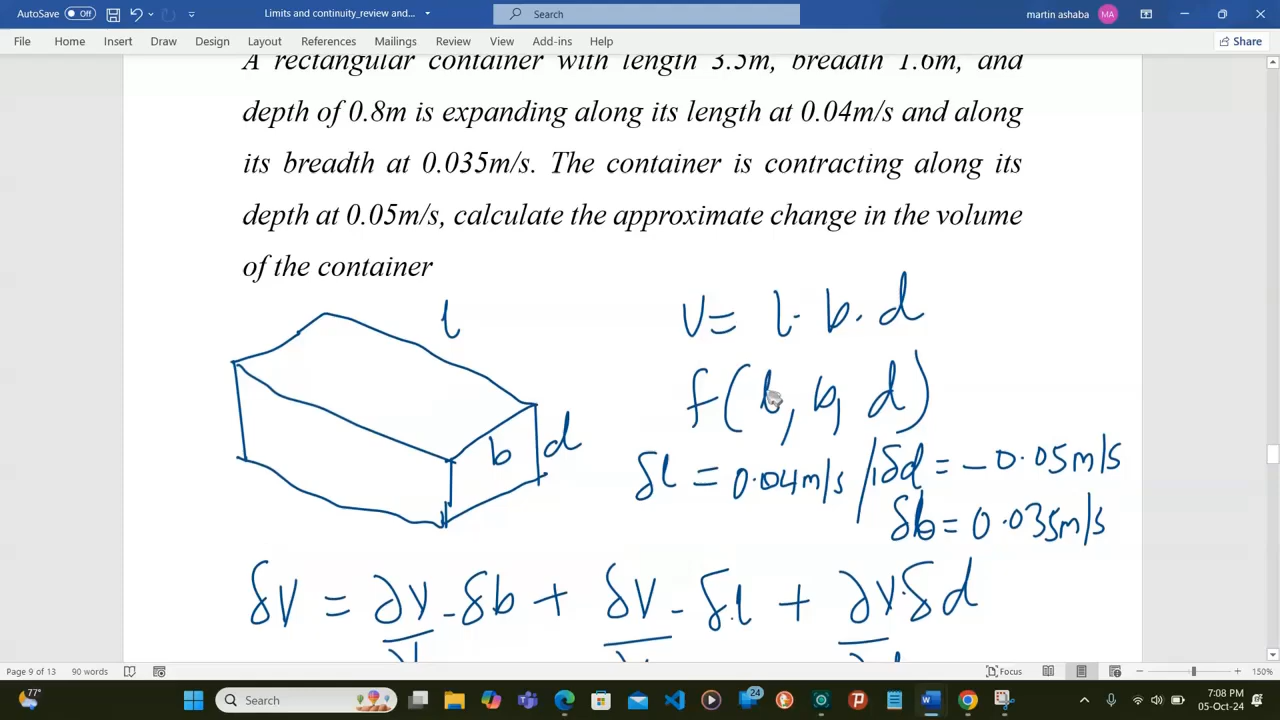 AutoSave Off Limits and continuity_review and... Search martin ashaba MA
File Home Insert Draw Design Layout References Mailings Review View Add-ins Help Share
A rectangular container with length 3.5m, breadth 1.6m, and
depth of 0.8m is expanding along its length at 0.04m/s and along
its breadth at 0.035m/s. The container is contracting along its
depth at 0.05m/s, calculate the approximate change in the volume
of the container
l
V= l. b. d
f( l, b, d)
b d
δl = 0.04m/s / δd = -0.05m/s
δb = 0.035m/s
δV = ∂V . δb + δV . δl + ∂V . δd
Page 9 of 13 90 words Focus 150%
77° Search 24 7:08 PM
05-Oct-24